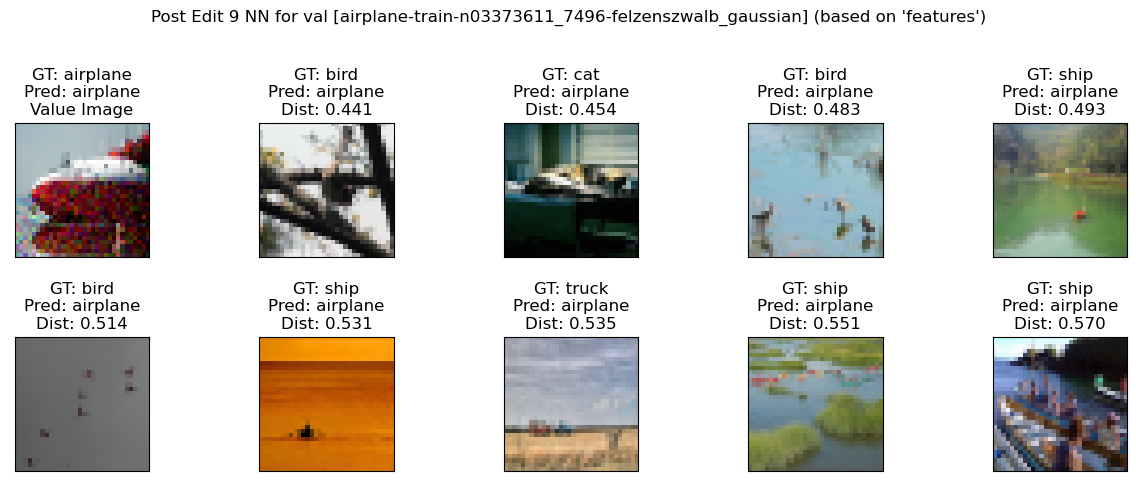 Post Edit 9 NN for val [airplane-train-n03373611_7496-felzenszwalb_gaussian] (based on 'features')
GT: airplane
Pred: airplane
Value Image
GT: bird
Pred: airplane
Dist: 0.441
GT: cat
Pred: airplane
Dist: 0.454
GT: bird
Pred: airplane
Dist: 0.483
GT: ship
Pred: airplane
Dist: 0.493
GT: bird
Pred: airplane
Dist: 0.514
GT: ship
Pred: airplane
Dist: 0.531
GT: truck
Pred: airplane
Dist: 0.535
GT: ship
Pred: airplane
Dist: 0.551
GT: ship
Pred: airplane
Dist: 0.570